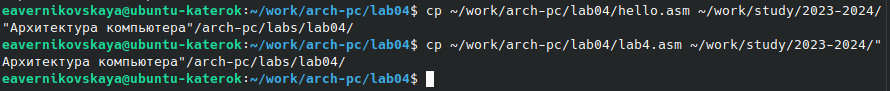 eavernikovskaya@ubuntu-katerok:~/work/arch-pc/lab04$ cp ~/work/arch-pc/lab04/hello.asm ~/work/study/2023-2024/
"Архитектура компьютера"/arch-pc/labs/lab04/
eavernikovskaya@ubuntu-katerok:~/work/arch-pc/lab04$ cp ~/work/arch-pc/lab04/lab4.asm ~/work/study/2023-2024/"
Архитектура компьютера"/arch-pc/labs/lab04/
eavernikovskaya@ubuntu-katerok:~/work/arch-pc/lab04$